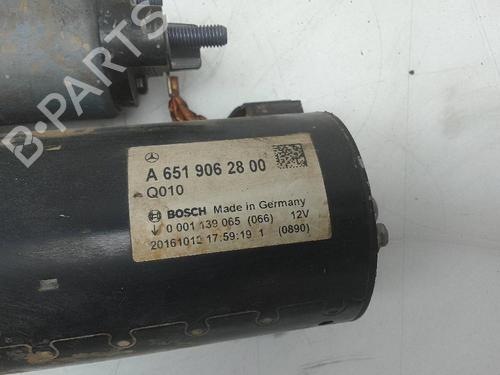 B-PARTS
A 651 906 28 00
Q010
BOSCH Made in Germany
0 001 139 065 (066) 12V
20161012 17:59:19 1 (0890)